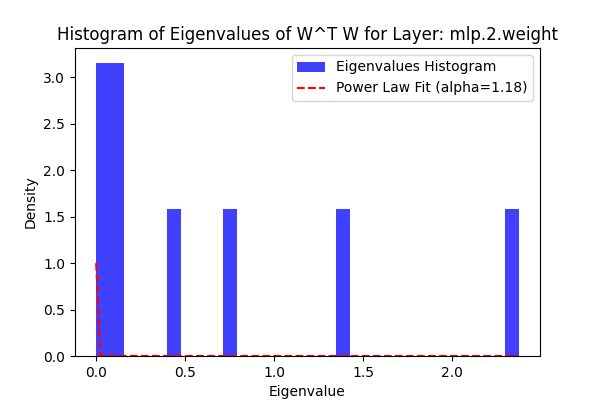 Histogram of Eigenvalues of W^T W for Layer: mlp.2.weight
Eigenvalues Histogram
Power Law Fit (alpha=1.18)
Density
3.0
2.5
2.0
1.5
1.0
0.5
0.0
0.0 0.5 1.0 1.5 2.0
Eigenvalue